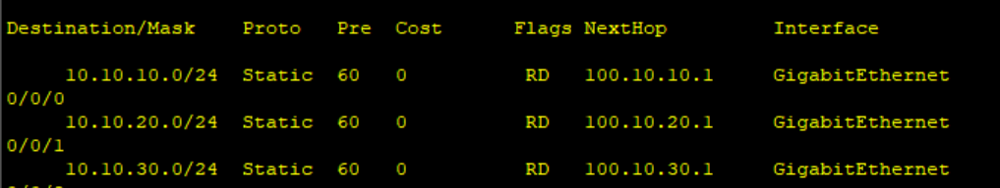 Destination/Mask    Proto   Pre  Cost      Flags NextHop         Interface
10.10.10.0/24  Static  60   0          RD   100.10.10.1     GigabitEthernet
0/0/0
10.10.20.0/24  Static  60   0          RD   100.10.20.1     GigabitEthernet
0/0/1
10.10.30.0/24  Static  60   0          RD   100.10.30.1     GigabitEthernet